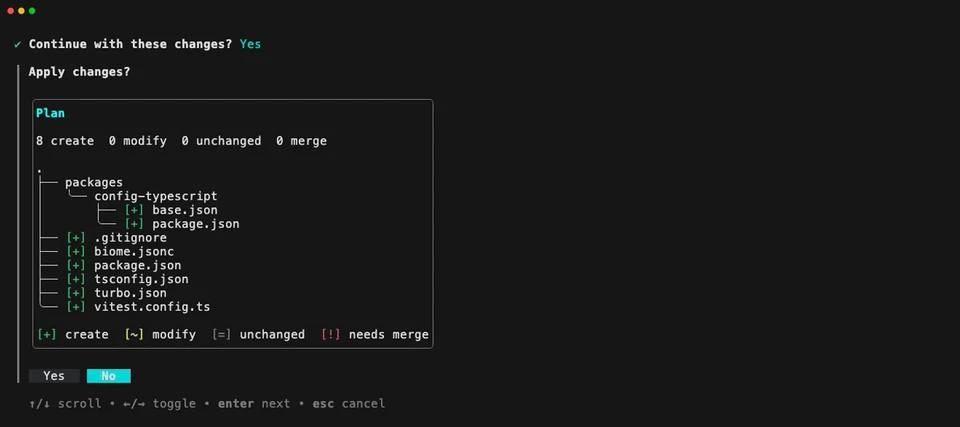 ✔ Continue with these changes? Yes
Apply changes?
Plan
8 create  0 modify  0 unchanged  0 merge
.
├── packages
│   ╰── config-typescript
│       ├── [+] base.json
│       ╰── [+] package.json
├── [+] .gitignore
├── [+] biome.jsonc
├── [+] package.json
├── [+] tsconfig.json
├── [+] turbo.json
╰── [+] vitest.config.ts
[+] create  [~] modify  [=] unchanged  [!] needs merge
Yes No
↑/↓ scroll • ←/→ toggle • enter next • esc cancel